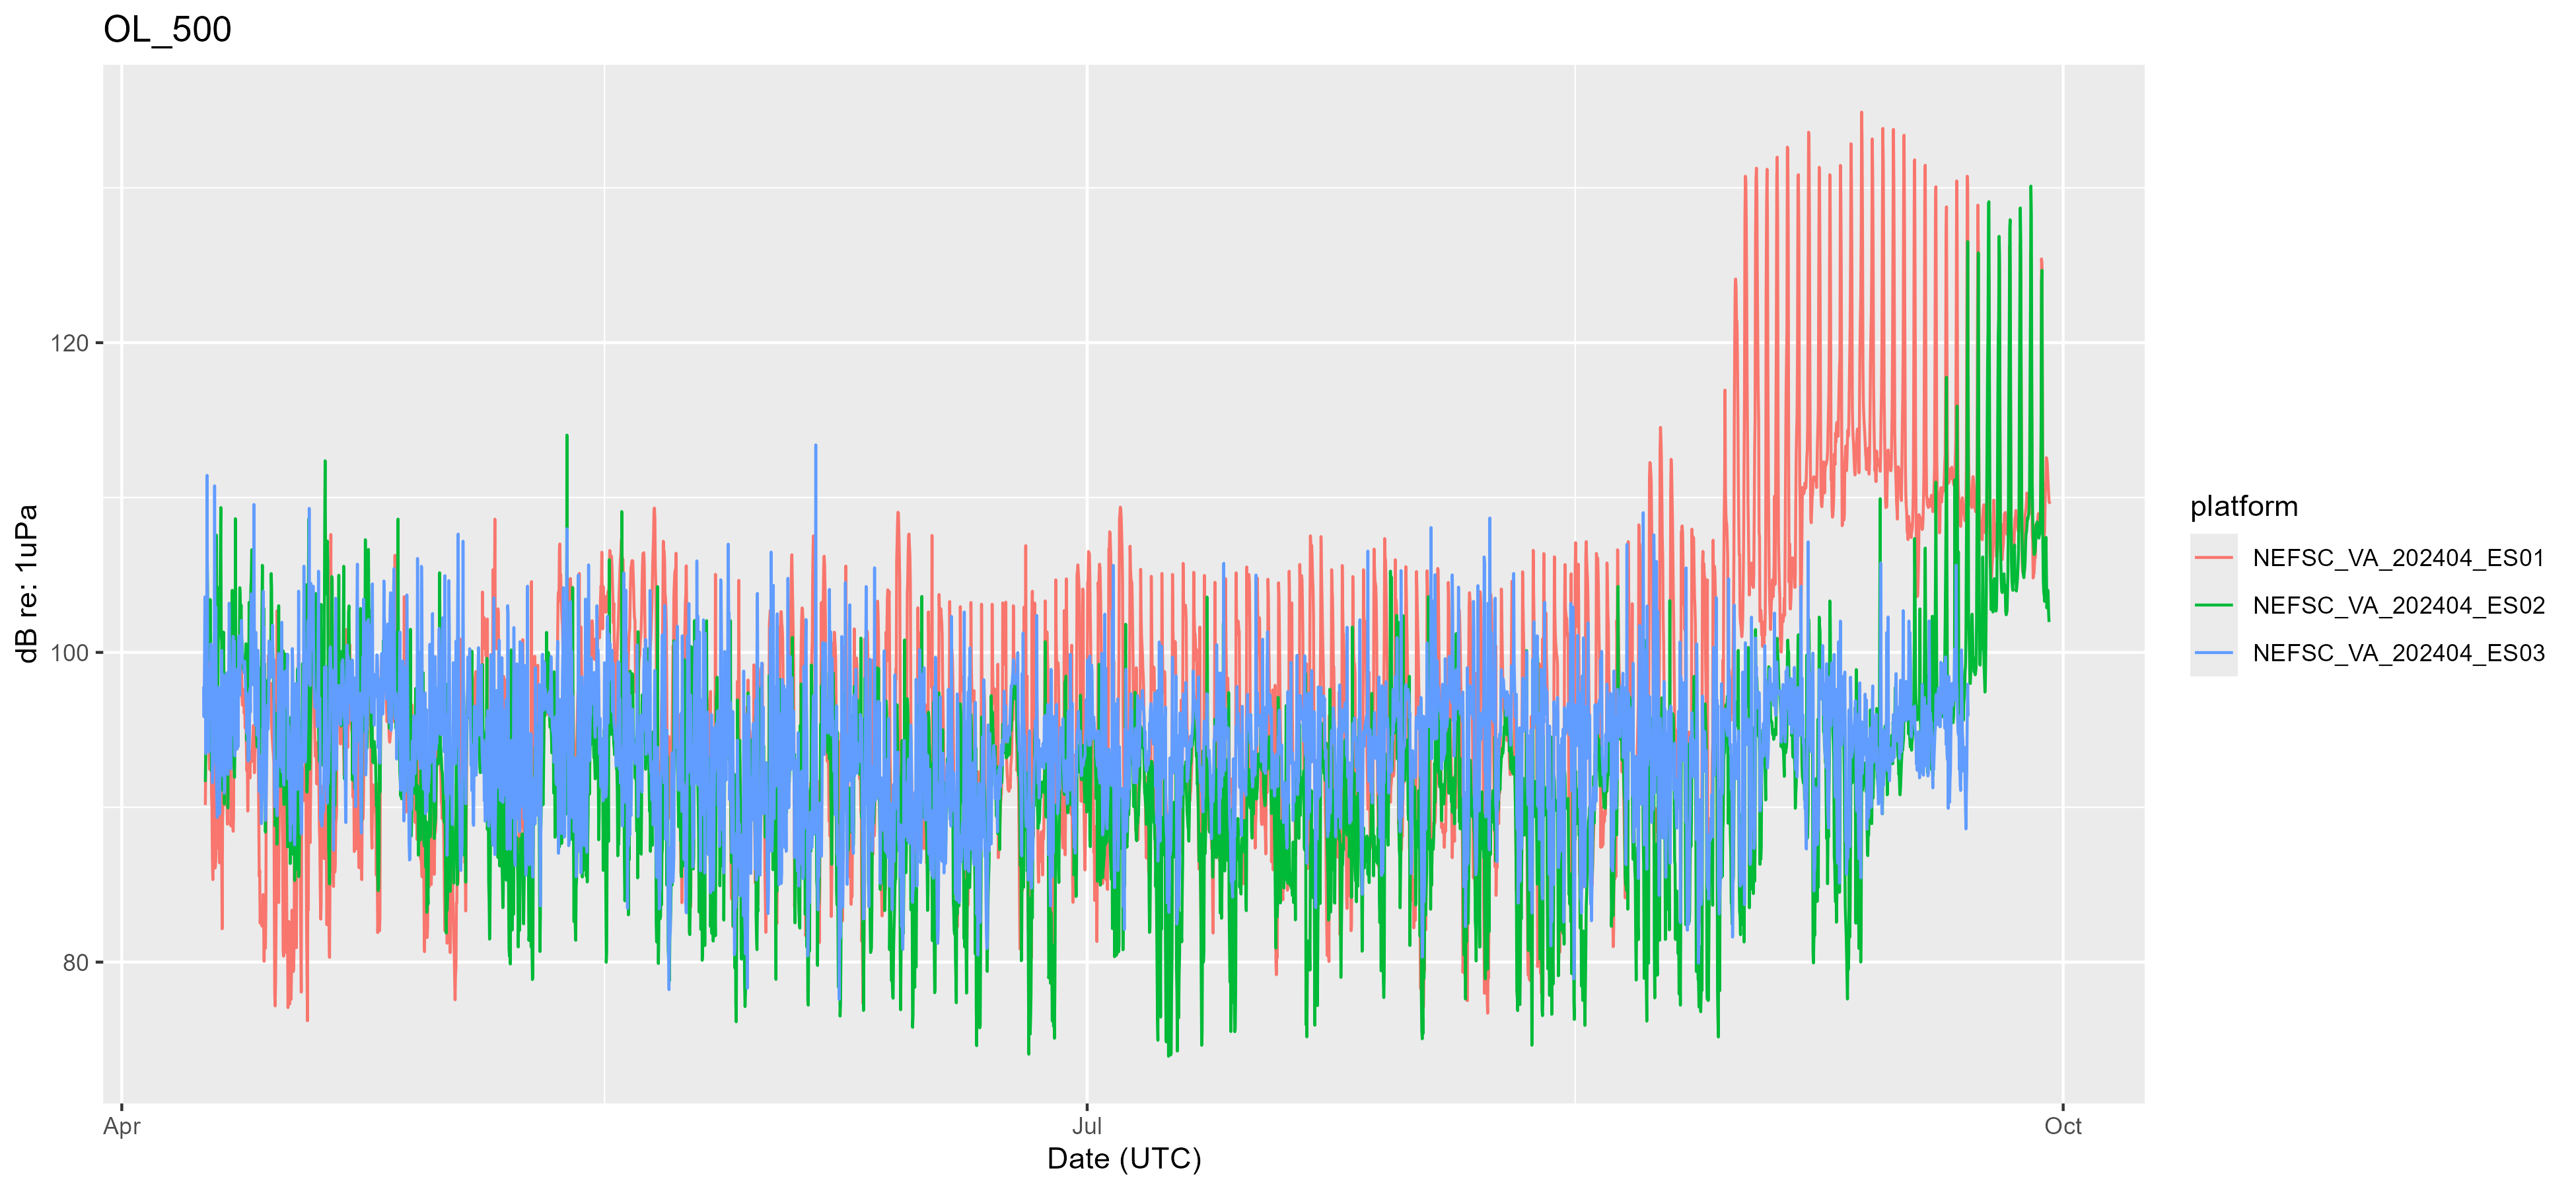 OL_500
dB re: 1uPa
120
100
80
Apr
Jul
Oct
Date (UTC)
platform
NEFSC_VA_202404_ES01
NEFSC_VA_202404_ES02
NEFSC_VA_202404_ES03